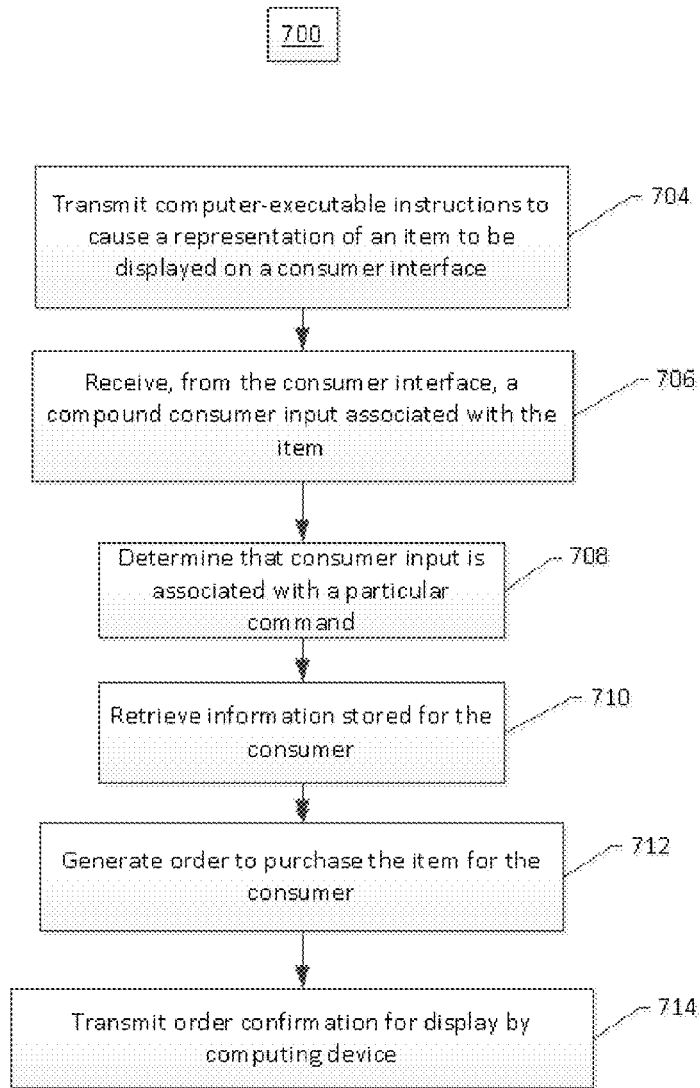 700
Transmit computer-executable instructions to
cause a representation of an item to be
displayed on a consumer interface
704
Receive, from the consumer interface, a
compound consumer input associated with the
item
706
Determine that consumer input is
associated with a particular
command
708
Retrieve information stored for the
consumer
710
Generate order to purchase the item for the
consumer
712
Transmit order confirmation for display by
computing device
714